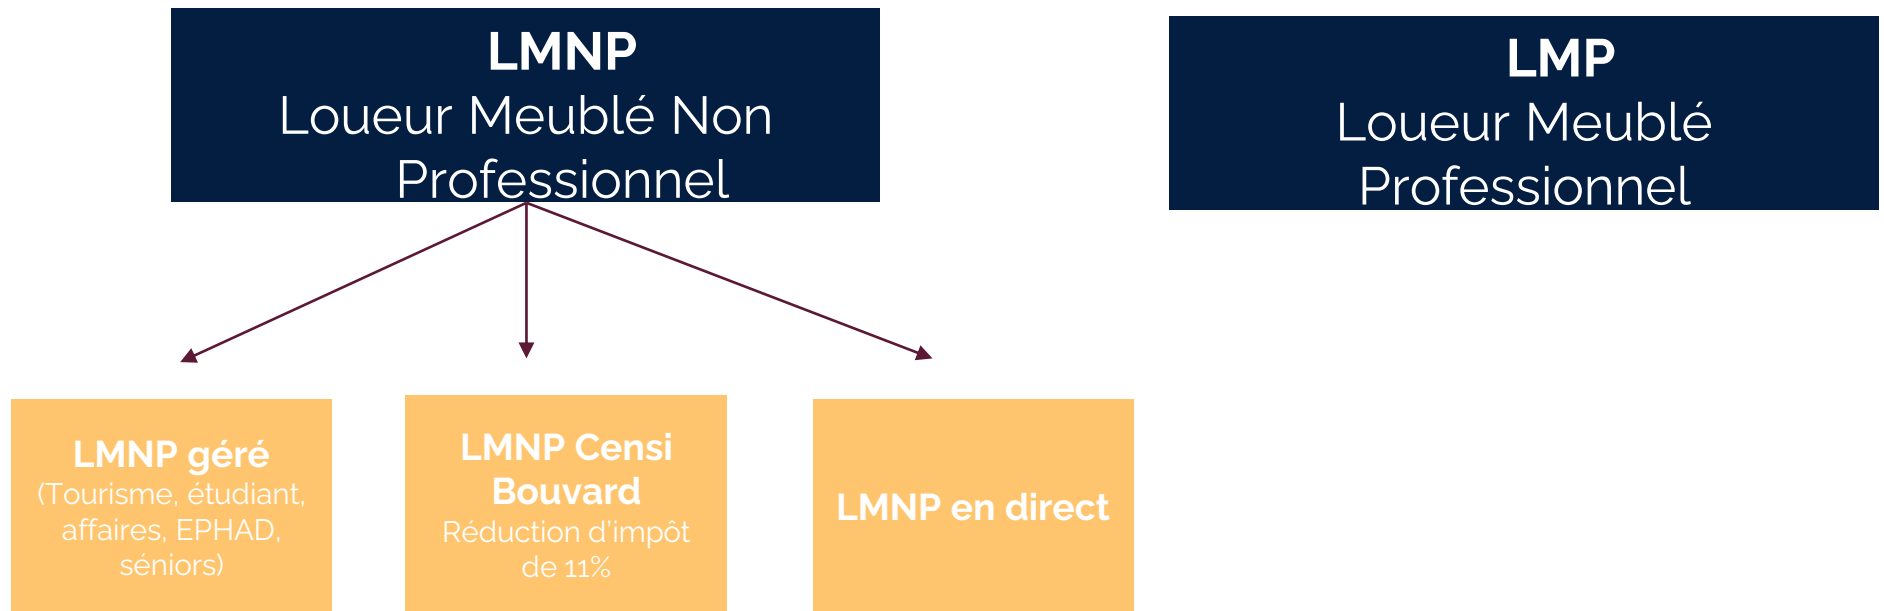 LMNP
Loueur Meublé Non
Professionnel
LMP
Loueur Meublé
Professionnel
LMNP géré
(Tourisme, étudiant,
affaires, EPHAD,
séniors)
LMNP Censi
Bouvard
Réduction d'impôt
de 11%
LMNP en direct